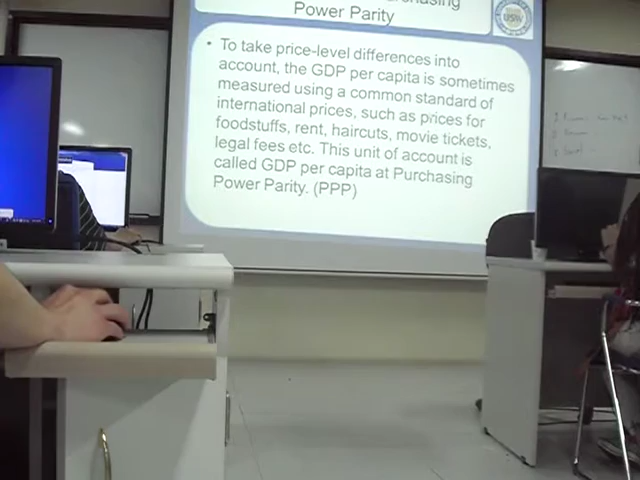 Purchasing
Power Parity
• To take price-level differences into
account, the GDP per capita is sometimes
measured using a common standard of
international prices, such as prices for
foodstuffs, rent, haircuts, movie tickets,
legal fees etc. This unit of account is
called GDP per capita at Purchasing
Power Parity. (PPP)